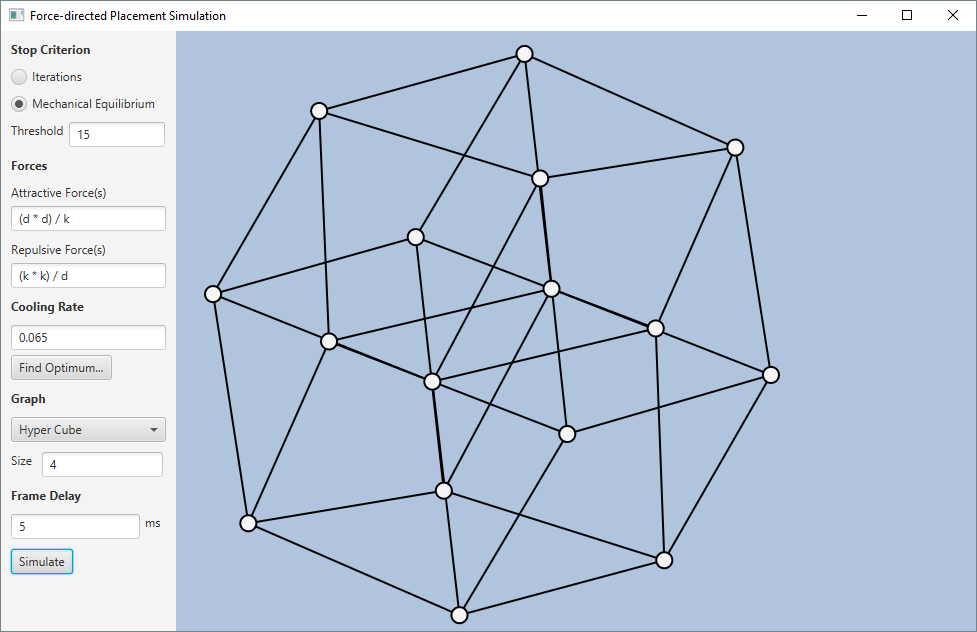 Force-directed Placement Simulation
Stop Criterion
Iterations
Mechanical Equilibrium
Threshold 15
Forces
Attractive Force(s)
(d * d) / k
Repulsive Force(s)
(k * k) / d
Cooling Rate
0.065
Find Optimum...
Graph
Hyper Cube
Size 4
Frame Delay
5 ms
Simulate